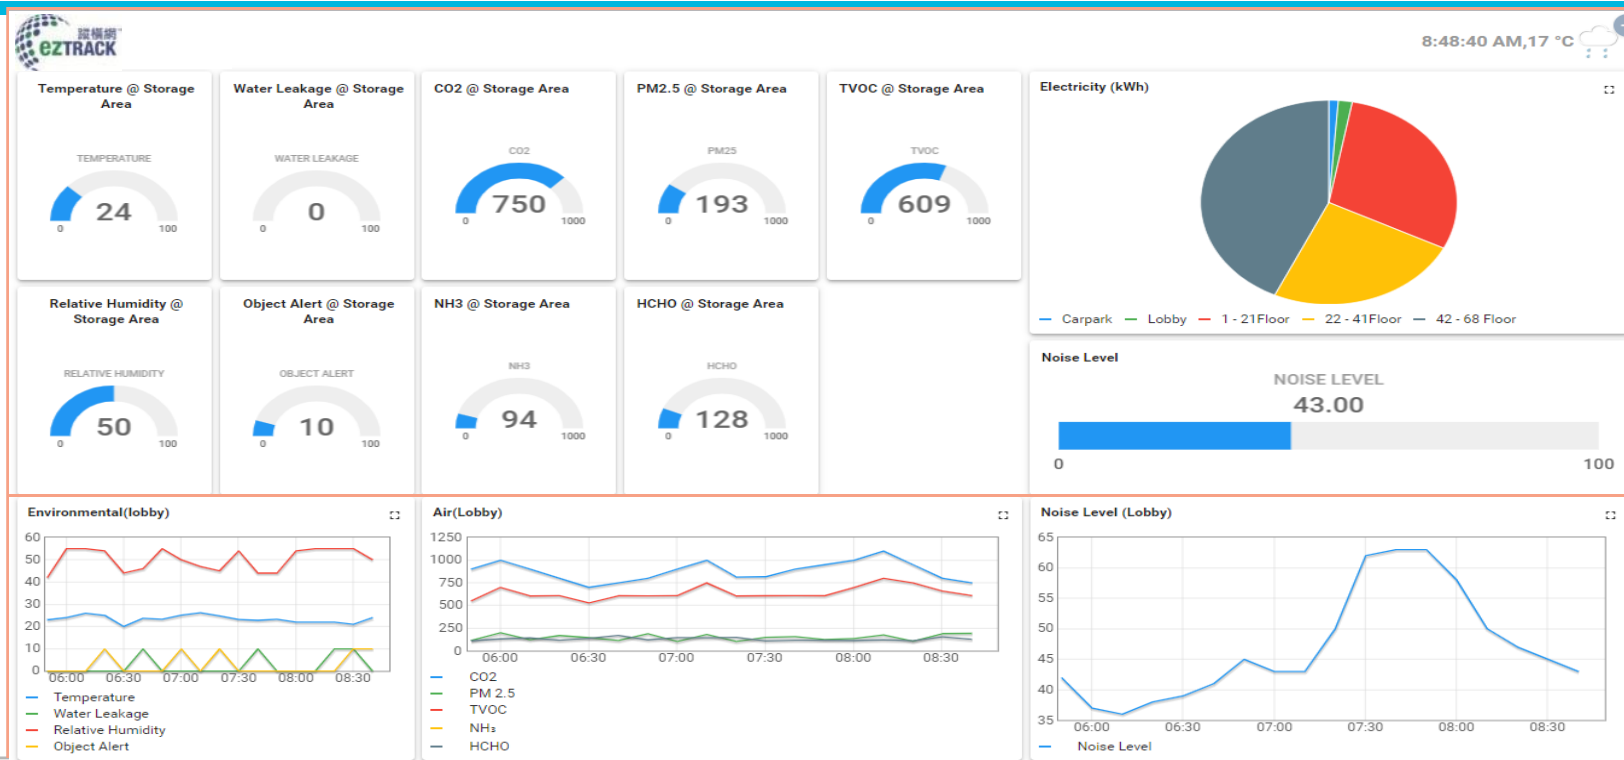 蹤橫網™
ezTRACK
8:48:40 AM,17 °C
Temperature @ Storage
Area
TEMPERATURE
24
0
100
Water Leakage @ Storage
Area
WATER LEAKAGE
0
0
100
CO2 @ Storage Area
CO2
750
0
1000
PM2.5 @ Storage Area
PM25
193
0
1000
TVOC @ Storage Area
TVOC
609
0
1000
Electricity (kWh)
Carpark
Lobby
1 - 21Floor
22 - 41Floor
42 - 68 Floor
Relative Humidity @
Storage Area
RELATIVE HUMIDITY
50
0
100
Object Alert @ Storage
Area
OBJECT ALERT
10
0
100
NH3 @ Storage Area
NH3
94
0
1000
HCHO @ Storage Area
HCHO
128
0
1000
Noise Level
NOISE LEVEL
43.00
0
100
Environmental(lobby)
60
50
40
30
20
10
0
06:00 06:30 07:00 07:30 08:00 08:30
Temperature
Water Leakage
Relative Humidity
Object Alert
Air(Lobby)
1250
1000
750
500
250
0
06:00 06:30 07:00 07:30 08:00 08:30
CO2
PM 2.5
TVOC
NH₃
HCHO
Noise Level (Lobby)
65
60
55
50
45
40
35
06:00 06:30 07:00 07:30 08:00 08:30
Noise Level